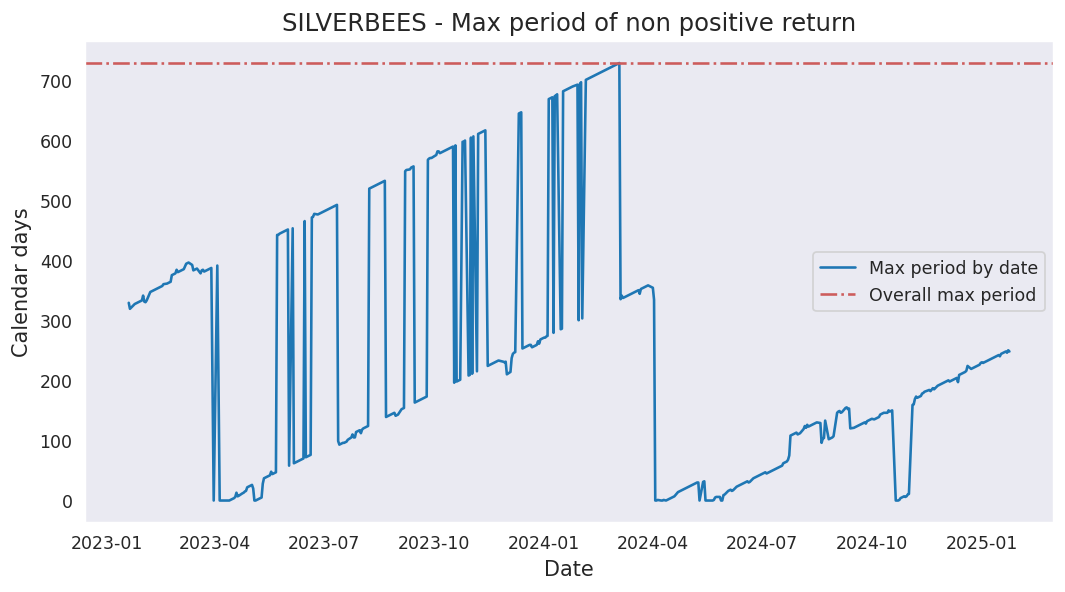 SILVERBEES - Max period of non positive return
Calendar days
700
600
500
400
300
200
100
0
Max period by date
Overall max period
2023-01 2023-04 2023-07 2023-10 2024-01 2024-04 2024-07 2024-10 2025-01
Date